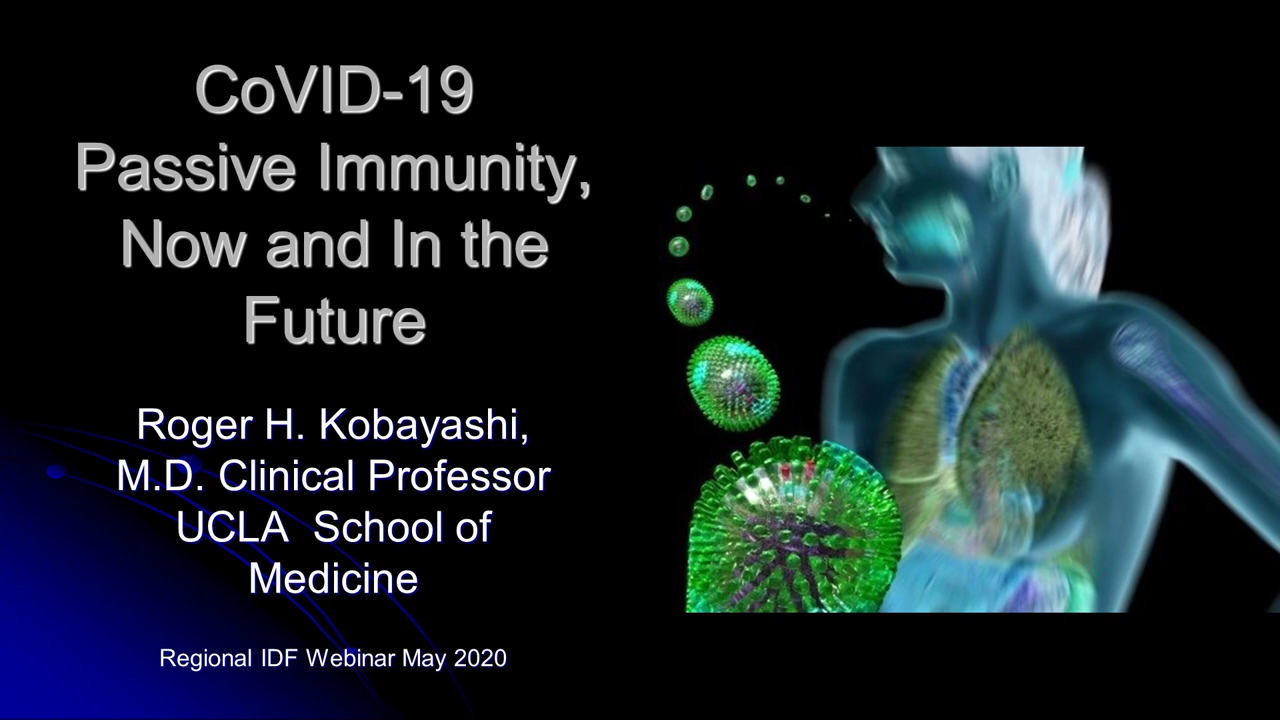 CoVID-19
Passive Immunity,
Now and In the
Future
Roger H. Kobayashi,
M.D. Clinical Professor
UCLA  School of
Medicine
Regional IDF Webinar May 2020